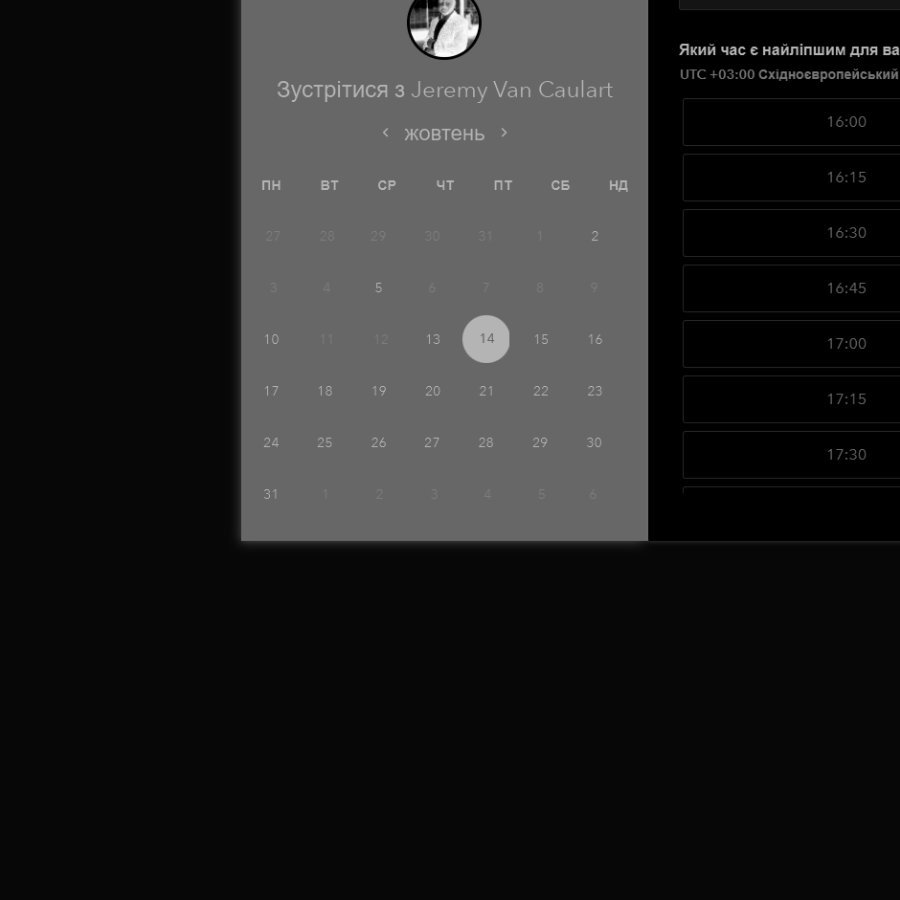 Зустрітися з Jeremy Van Caulart
жовтень
ПН ВТ СР ЧТ ПТ СБ НД
27 28 29 30 31 1 2
3 4 5 6 7 8 9
10 11 12 13 14 15 16
17 18 19 20 21 22 23
24 25 26 27 28 29 30
31 1 2 3 4 5 6
Який час є найліпшим для ва
UTC +03:00 Східноєвропейський
16:00
16:15
16:30
16:45
17:00
17:15
17:30